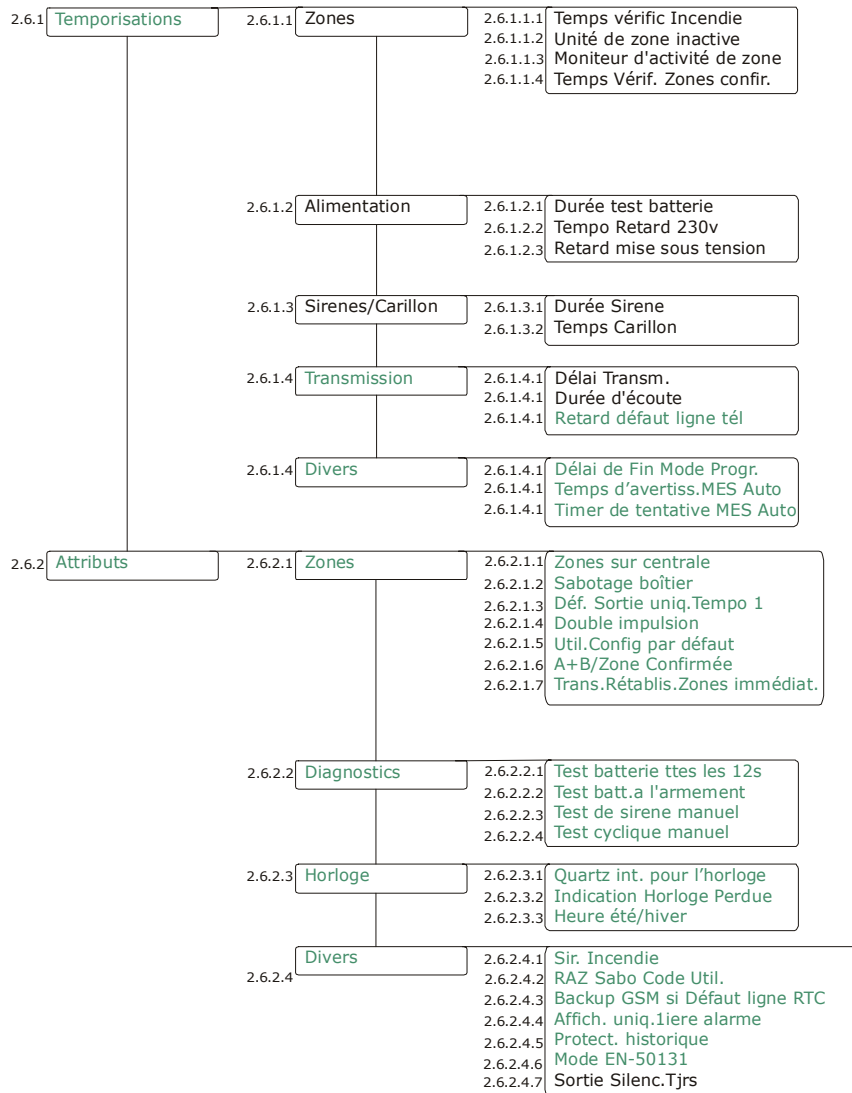 2.6.1 Temporisations 2.6.1.1 Zones 2.6.1.1.1 Temps vérific Incendie
2.6.1.1.2 Unité de zone inactive
2.6.1.1.3 Moniteur d'activité de zone
2.6.1.1.4 Temps Vérif. Zones confir.
2.6.1.2 Alimentation 2.6.1.2.1 Durée test batterie
2.6.1.2.2 Tempo Retard 230v
2.6.1.2.3 Retard mise sous tension
2.6.1.3 Sirenes/Carillon 2.6.1.3.1 Durée Sirene
2.6.1.3.2 Temps Carillon
2.6.1.4 Transmission 2.6.1.4.1 Délai Transm.
2.6.1.4.1 Durée d'écoute
2.6.1.4.1 Retard défaut ligne tél
2.6.1.4 Divers 2.6.1.4.1 Délai de Fin Mode Progr.
2.6.1.4.1 Temps d’avertiss.MES Auto
2.6.1.4.1 Timer de tentative MES Auto
2.6.2 Attributs 2.6.2.1 Zones 2.6.2.1.1 Zones sur centrale
2.6.2.1.2 Sabotage boîtier
2.6.2.1.3 Déf. Sortie uniq.Tempo 1
2.6.2.1.4 Double impulsion
2.6.2.1.5 Util.Config par défaut
2.6.2.1.6 A+B/Zone Confirmée
2.6.2.1.7 Trans.Rétablis.Zones immédiat.
2.6.2.2 Diagnostics 2.6.2.2.1 Test batterie ttes les 12s
2.6.2.2.2 Test batt.a l'armement
2.6.2.2.3 Test de sirene manuel
2.6.2.2.4 Test cyclique manuel
2.6.2.3 Horloge 2.6.2.3.1 Quartz int. pour l’horloge
2.6.2.3.2 Indication Horloge Perdue
2.6.2.3.3 Heure été/hiver
2.6.2.4 Divers 2.6.2.4.1 Sir. Incendie
2.6.2.4.2 RAZ Sabo Code Util.
2.6.2.4.3 Backup GSM si Défaut ligne RTC
2.6.2.4.4 Affich. uniq.1iere alarme
2.6.2.4.5 Protect. historique
2.6.2.4.6 Mode EN-50131
2.6.2.4.7 Sortie Silenc.Tjrs